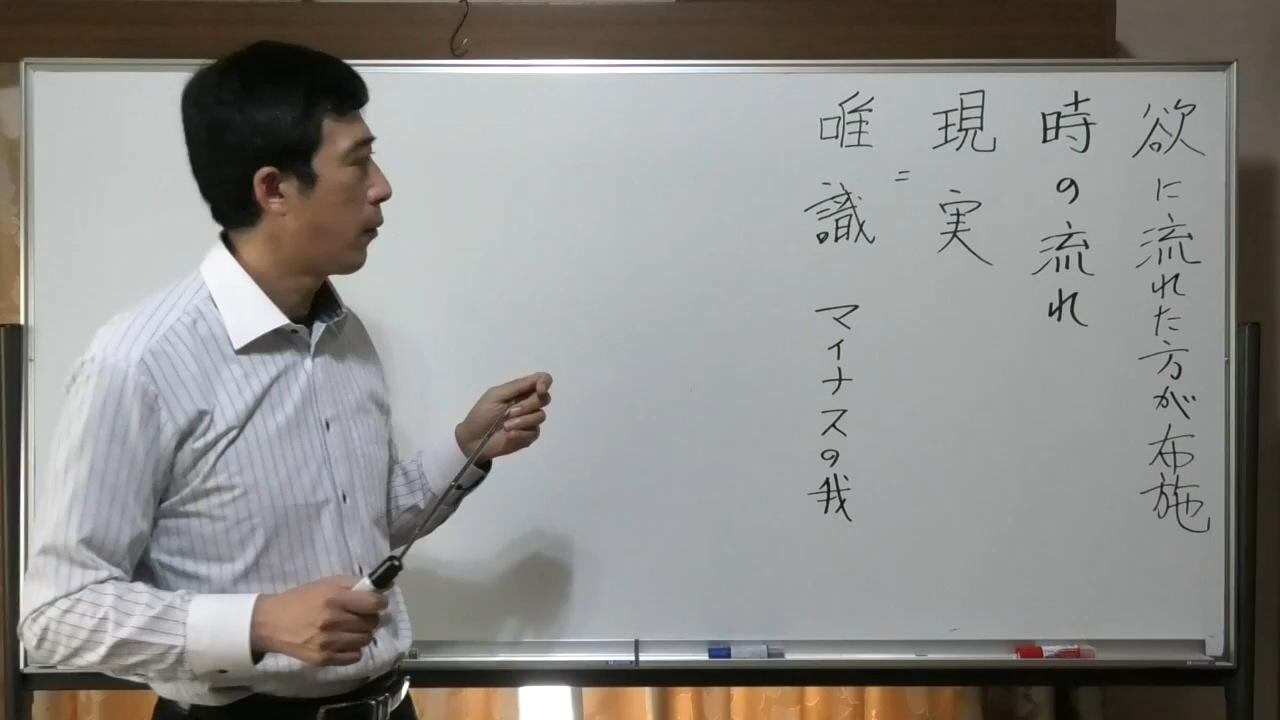 欲に流れた方が布施
時の流れ
現実
=
唯識 マイナスの我